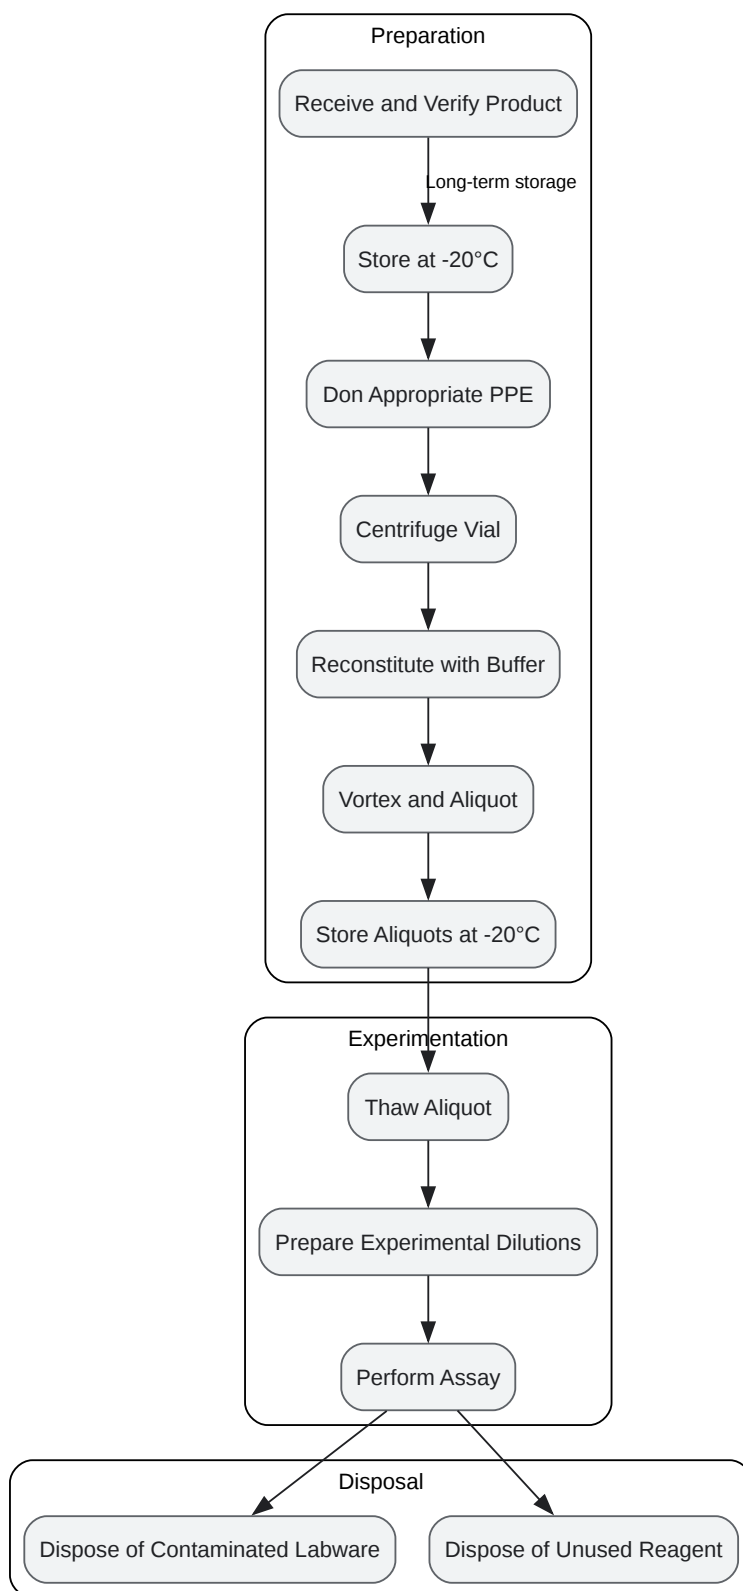 Preparation
Receive and Verify Product
Long-term storage
Store at -20°C
Don Appropriate PPE
Centrifuge Vial
Reconstitute with Buffer
Vortex and Aliquot
Store Aliquots at -20°C
Experimentation
Thaw Aliquot
Prepare Experimental Dilutions
Perform Assay
Disposal
Dispose of Contaminated Labware
Dispose of Unused Reagent